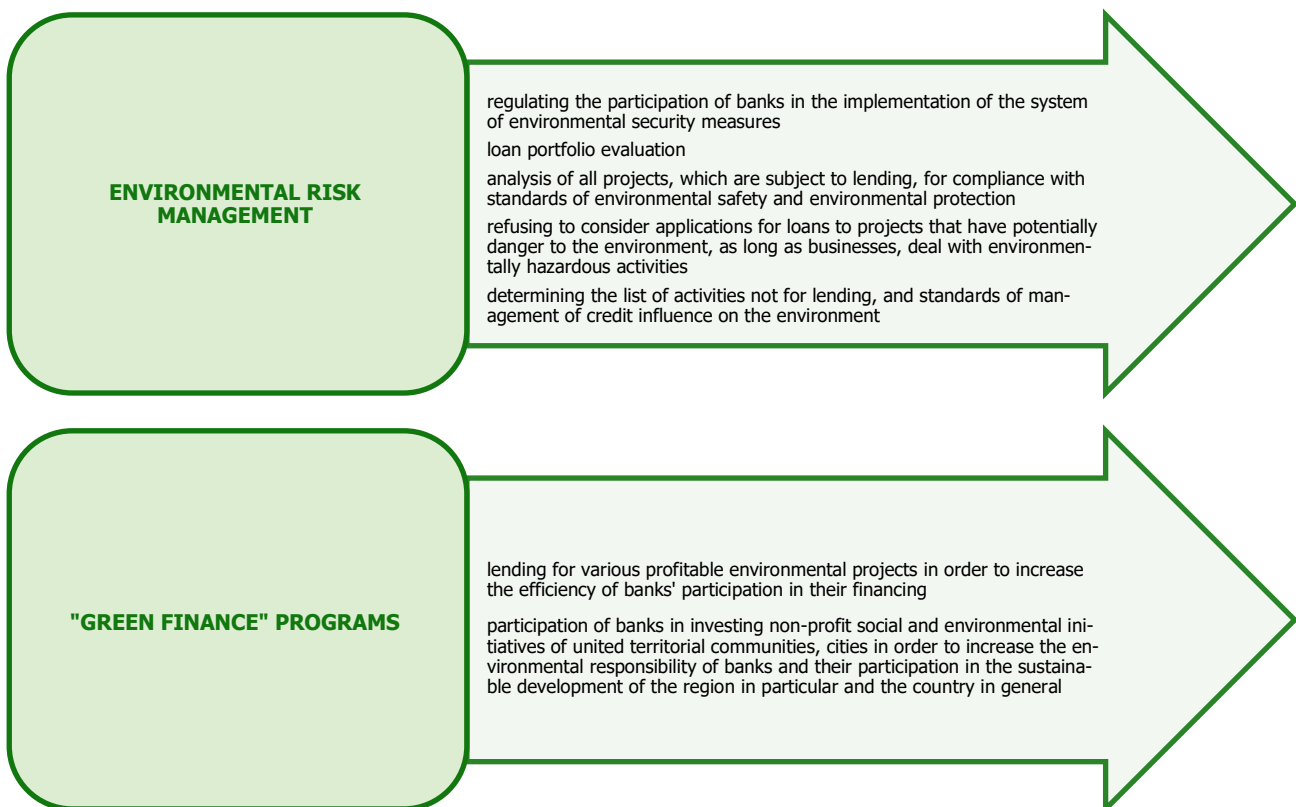 ENVIRONMENTAL RISK
MANAGEMENT
regulating the participation of banks in the implementation of the system
of environmental security measures
loan portfolio evaluation
analysis of all projects, which are subject to lending, for compliance with
standards of environmental safety and environmental protection
refusing to consider applications for loans to projects that have potentially
danger to the environment, as long as businesses, deal with environmen-
tally hazardous activities
determining the list of activities not for lending, and standards of man-
agement of credit influence on the environment
"GREEN FINANCE" PROGRAMS
lending for various profitable environmental projects in order to increase
the efficiency of banks' participation in their financing
participation of banks in investing non-profit social and environmental ini-
tiatives of united territorial communities, cities in order to increase the en-
vironmental responsibility of banks and their participation in the sustaina-
ble development of the region in particular and the country in general